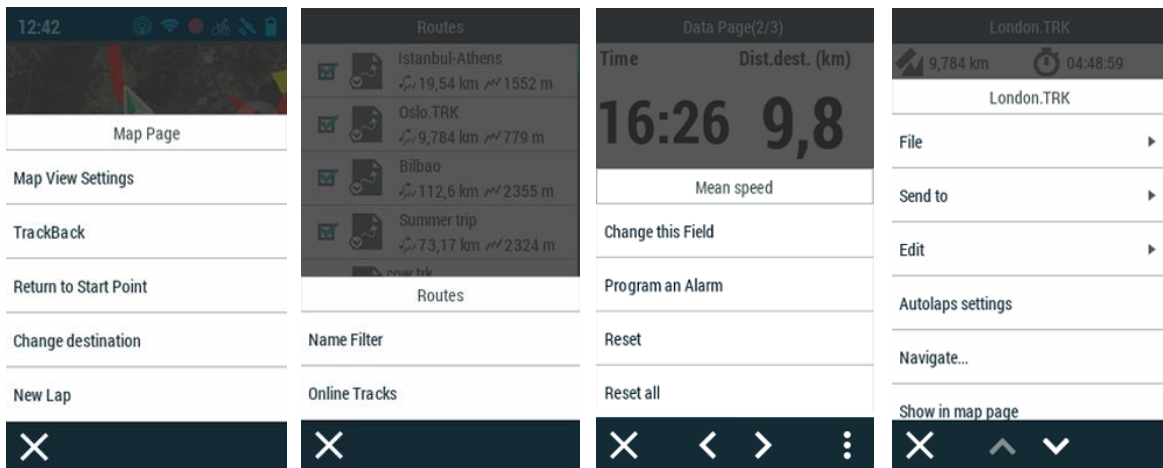 12:42
Map Page
Map View Settings
TrackBack
Return to Start Point
Change destination
New Lap
Routes
Istanbul-Athens
19,54 km 1552 m
Oslo.TRK
9,784 km 779 m
Bilbao
112,6 km 2355 m
Summer trip
73,17 km 2324 m
cow.trk
Routes
Name Filter
Online Tracks
Data Page(2/3)
Time Dist.dest. (km)
16:26 9,8
Mean speed
Change this Field
Program an Alarm
Reset
Reset all
London.TRK
9,784 km 04:48:59
London.TRK
File
Send to
Edit
Autolaps settings
Navigate...
Show in map page